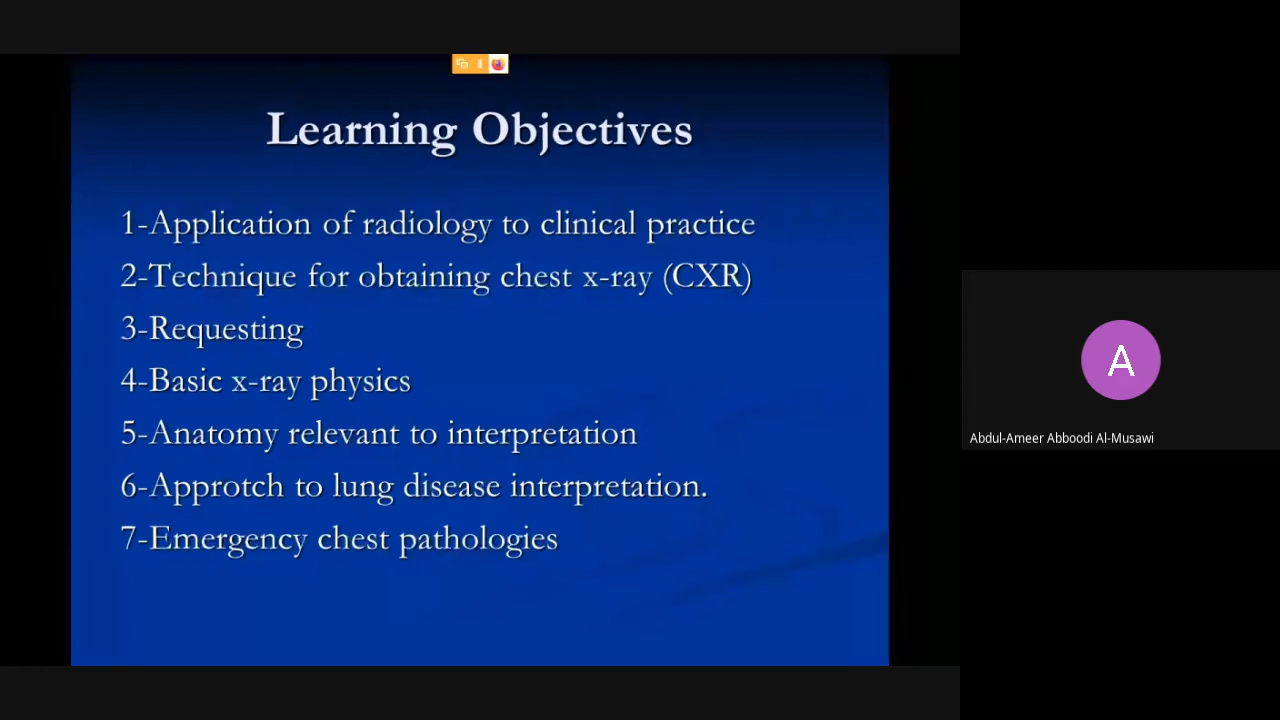 Learning Objectives
1-Application of radiology to clinical practice
2-Technique for obtaining chest x-ray (CXR)
3-Requesting
4-Basic x-ray physics
5-Anatomy relevant to interpretation
6-Approtch to lung disease interpretation.
7-Emergency chest pathologies
A
Abdul-Ameer Abboodi Al-Musawi